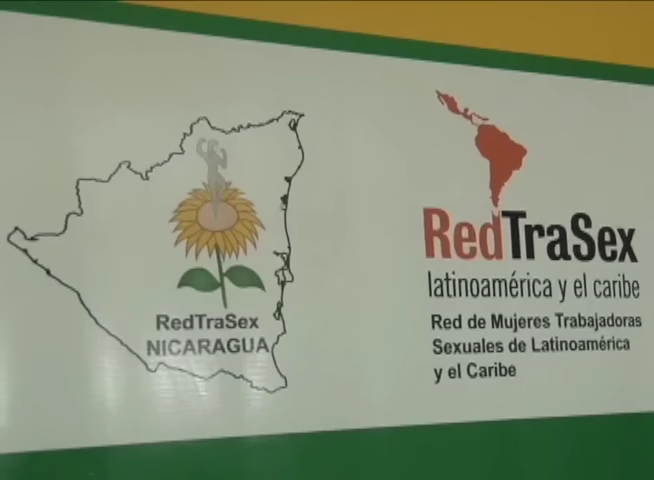 RedTraSex
NICARAGUA
RedTraSex
latinoamérica y el caribe
Red de Mujeres Trabajadoras
Sexuales de Latinoamérica
y el Caribe